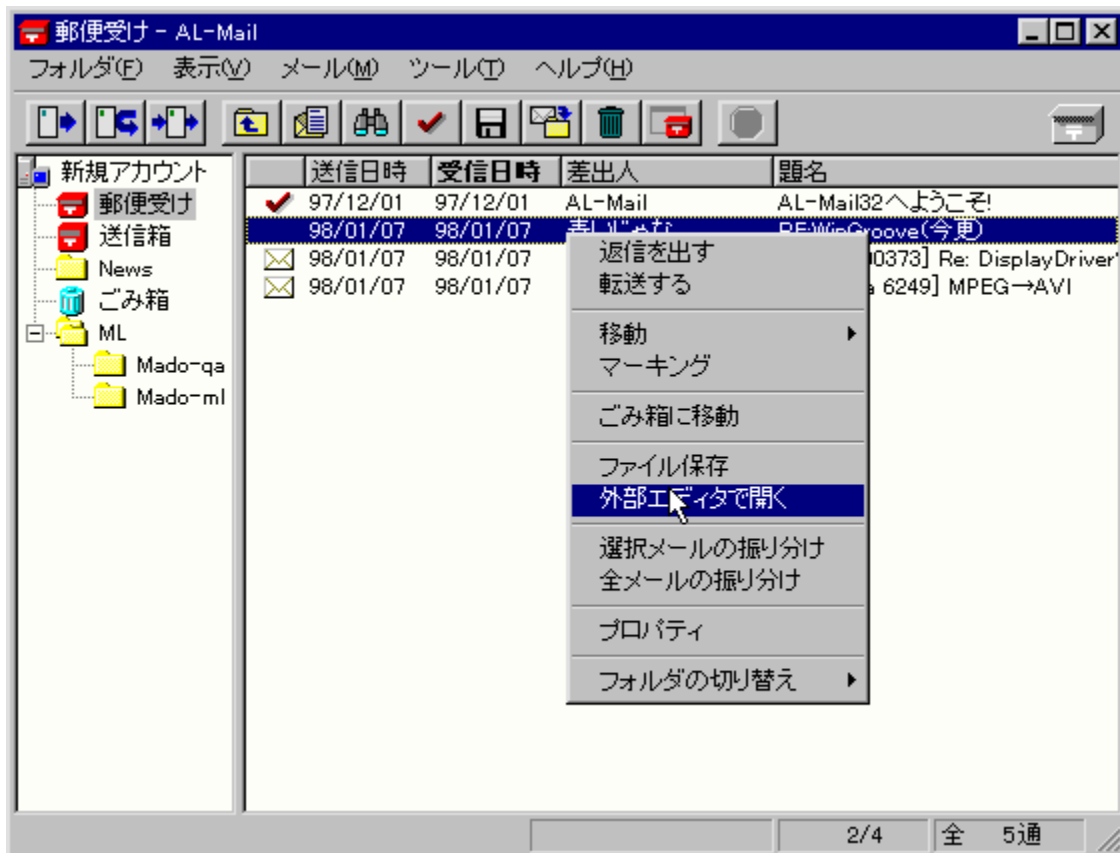 郵便受け - AL-Mail
フォルダ(F) 表示(V) メール(M) ツール(T) ヘルプ(H)
新規アカウント
郵便受け
送信箱
News
ごみ箱
ML
Mado-qa
Mado-ml
送信日時 受信日時 差出人 題名
97/12/01 97/12/01 AL-Mail AL-Mail32へようこそ!
98/01/07 98/01/07 RE:WinGroove(今更)
98/01/07 98/01/07 0373] Re: DisplayDriver
98/01/07 98/01/07 6249] MPEG→AVI
返信を出す
転送する
移動
マーキング
ごみ箱に移動
ファイル保存
外部エディタで開く
選択メールの振り分け
全メールの振り分け
プロパティ
フォルダの切り替え
2/4 全 5通